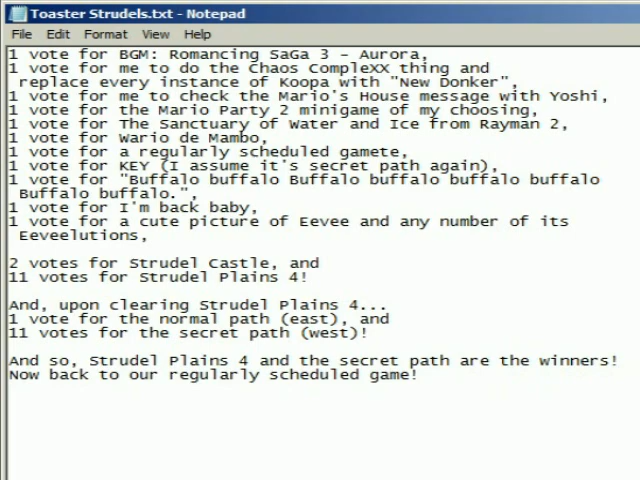 Toaster Strudels.txt - Notepad
File Edit Format View Help
1 vote for BGM: Romancing SaGa 3 - Aurora,
1 vote for me to do the Chaos CompleXX thing and
replace every instance of Koopa with "New Donker",
1 vote for me to check the Mario's House message with Yoshi,
1 vote for the Mario Party 2 minigame of my choosing,
1 vote for The Sanctuary of Water and Ice from Rayman 2,
1 vote for Wario de Mambo,
1 vote for a regularly scheduled gamete,
1 vote for KEY (I assume it's secret path again),
1 vote for "Buffalo buffalo Buffalo buffalo buffalo buffalo
Buffalo buffalo.",
1 vote for I'm back baby,
1 vote for a cute picture of Eevee and any number of its
Eeveelutions,
2 votes for Strudel Castle, and
11 votes for Strudel Plains 4!
And, upon clearing Strudel Plains 4...
1 vote for the normal path (east), and
11 votes for the secret path (west)!
And so, Strudel Plains 4 and the secret path are the winners!
Now back to our regularly scheduled game!